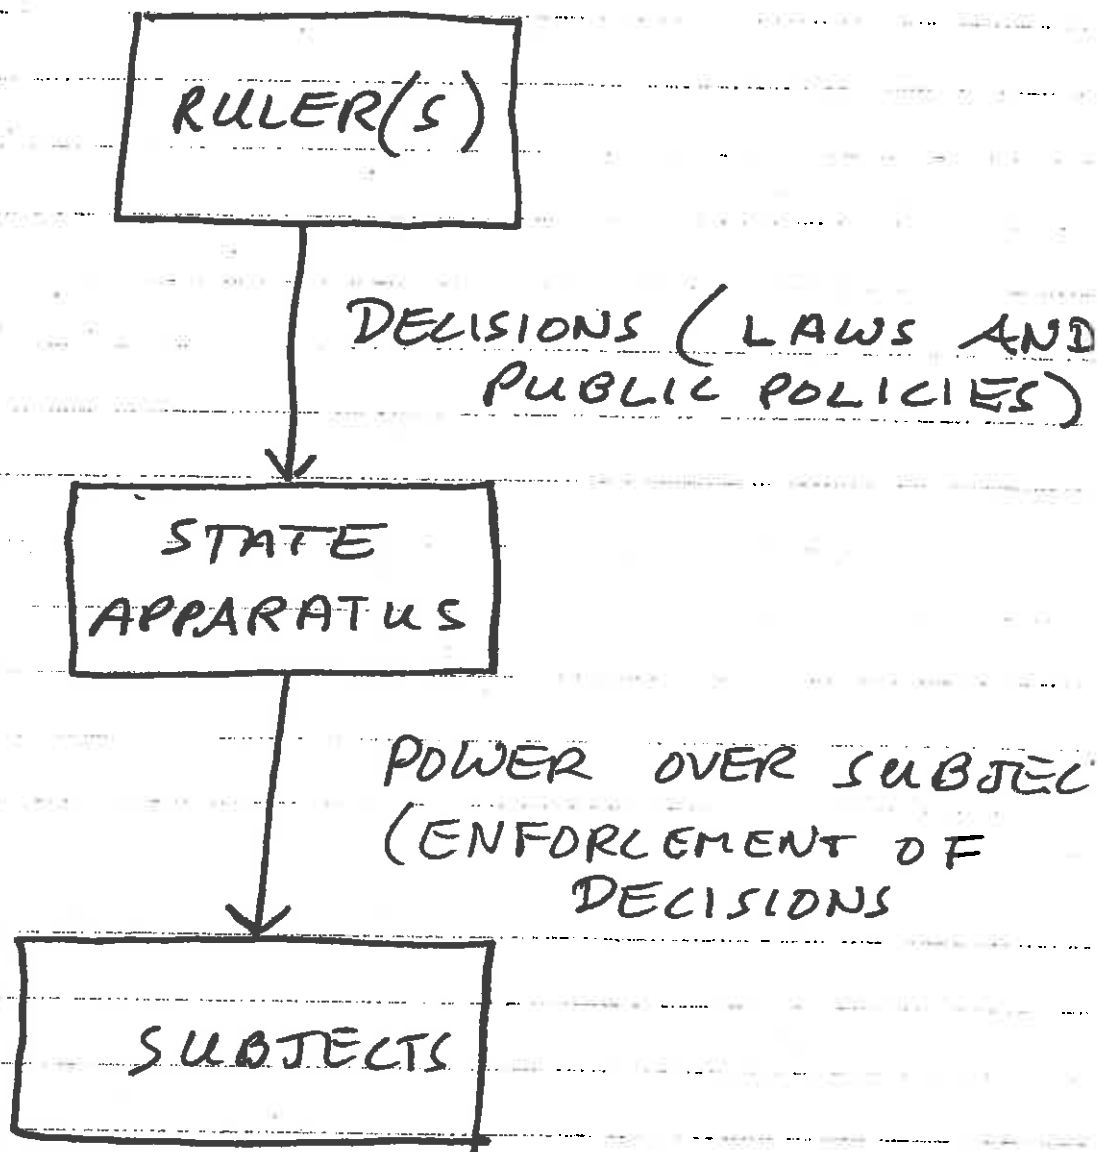 RULER(S)
DECISIONS (LAWS AND
PUBLIC POLICIES)
STATE
APPARATUS
POWER OVER SUBJEC
(ENFORCEMENT OF
DECISIONS
SUBJECTS